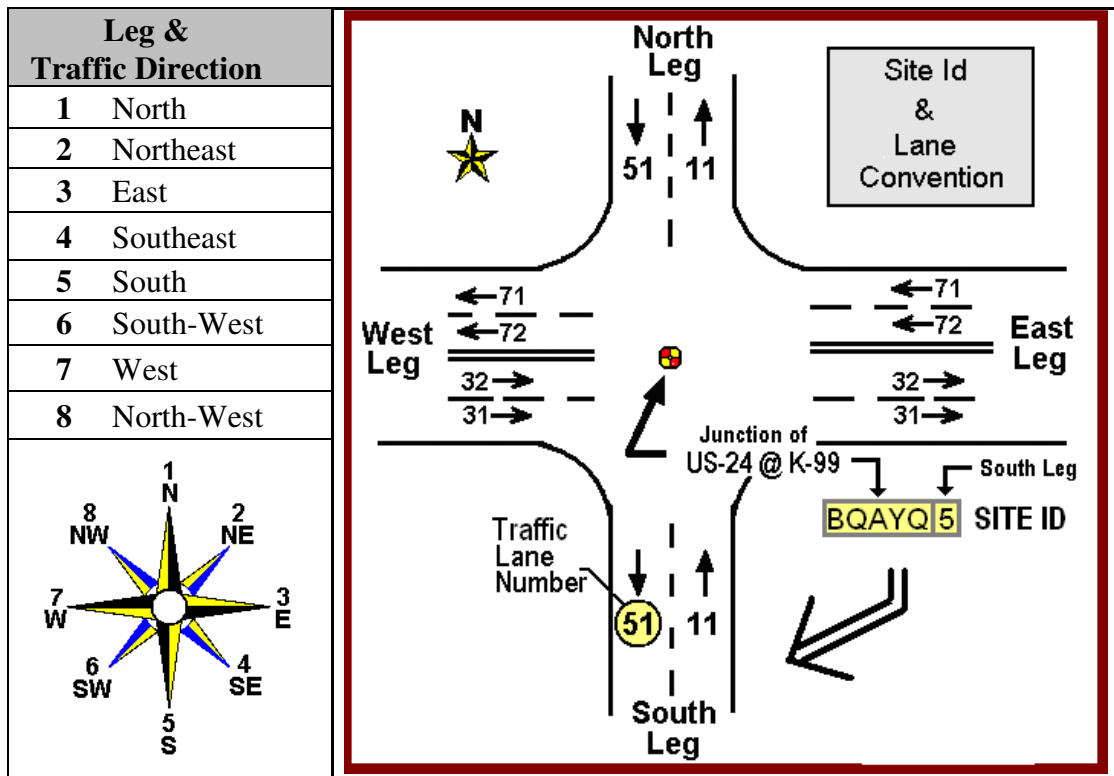 Leg &
Traffic Direction
1 North
2 Northeast
3 East
4 Southeast
5 South
6 South-West
7 West
8 North-West
1
N
8
NW
2
NE
7
W
3
E
6
SW
4
SE
5
S
North
Leg
N
51 11
Site Id
&
Lane
Convention
71
72
West
Leg
32
31
71
72
East
Leg
32
31
Junction of
US-24 @ K-99
South Leg
BQAYQ 5 SITE ID
Traffic
Lane
Number
51 11
South
Leg